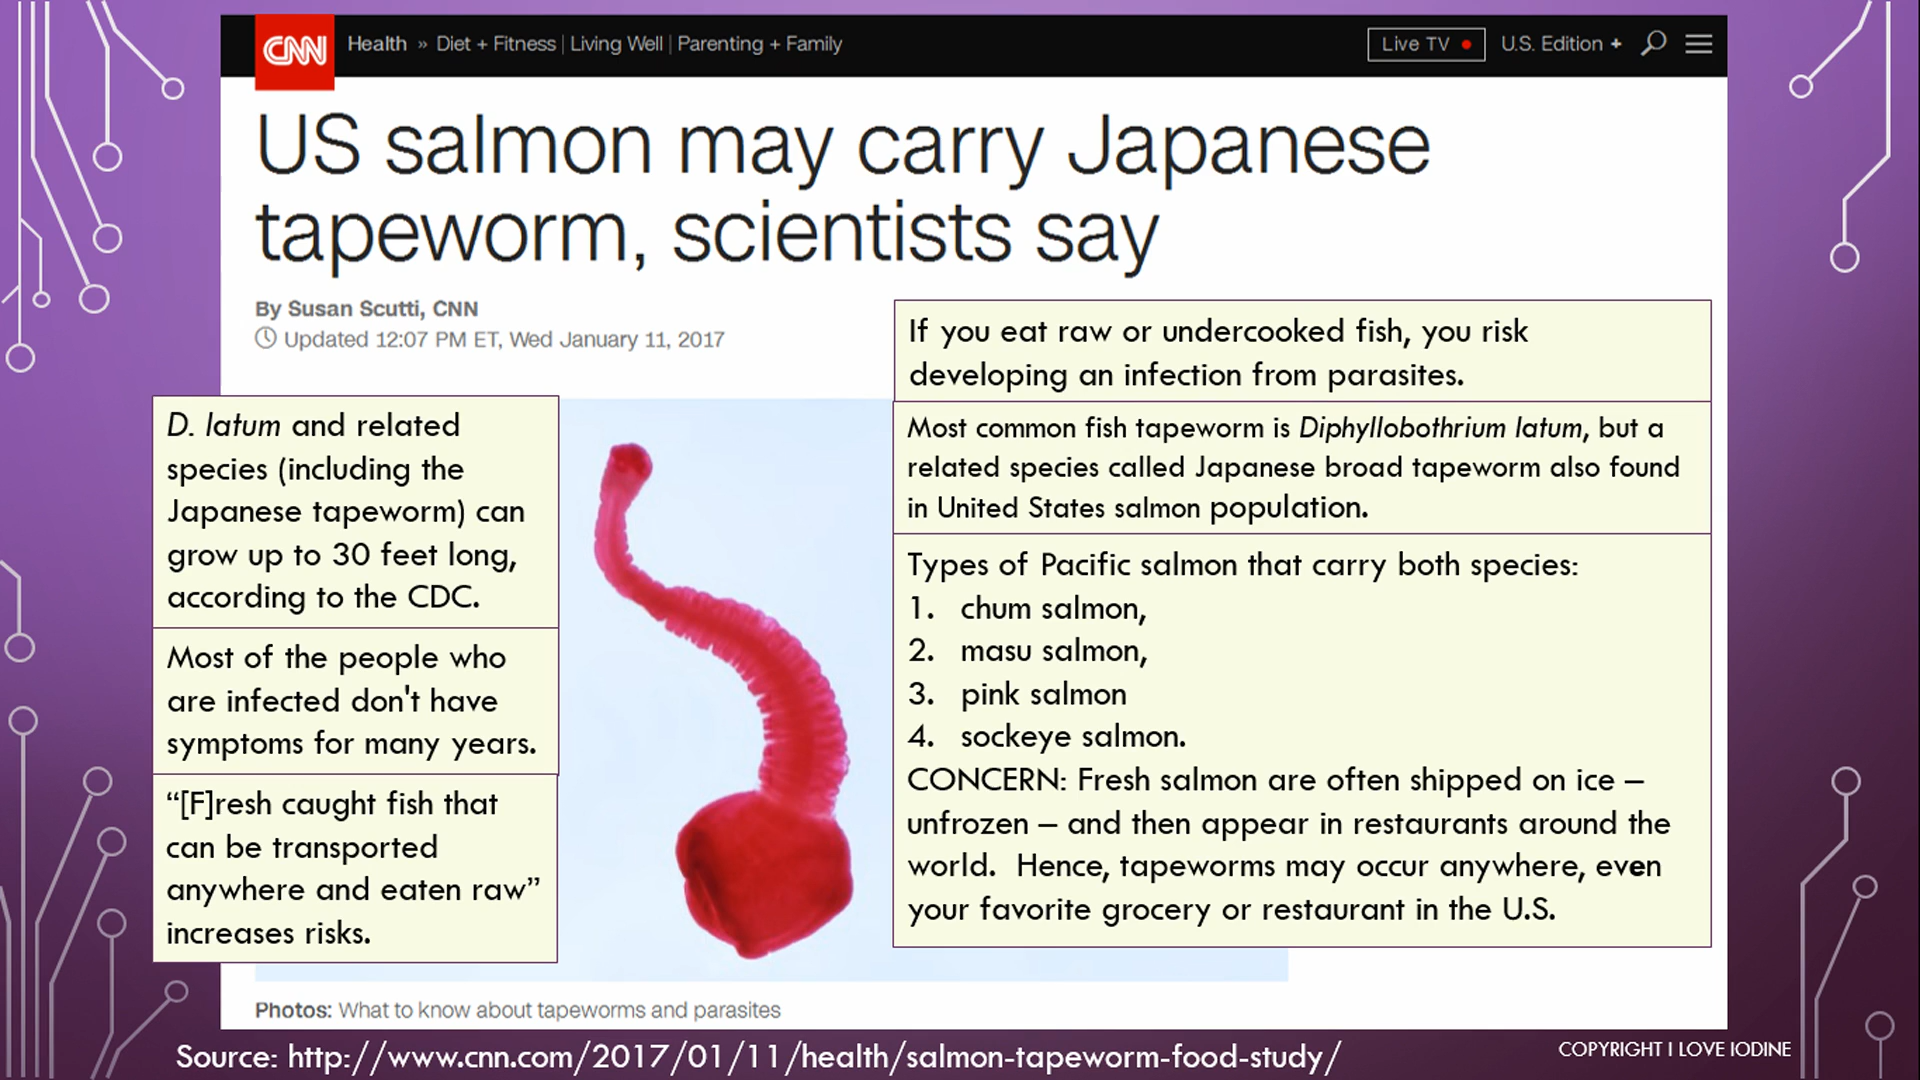 CNN Health » Diet + Fitness | Living Well | Parenting + Family
Live TV U.S. Edition +
US salmon may carry Japanese
tapeworm, scientists say
By Susan Scutti, CNN
Updated 12:07 PM ET, Wed January 11, 2017
D. latum and related
species (including the
Japanese tapeworm) can
grow up to 30 feet long,
according to the CDC.
Most of the people who
are infected don't have
symptoms for many years.
“[F]resh caught fish that
can be transported
anywhere and eaten raw”
increases risks.
If you eat raw or undercooked fish, you risk
developing an infection from parasites.
Most common fish tapeworm is Diphyllobothrium latum, but a
related species called Japanese broad tapeworm also found
in United States salmon population.
Types of Pacific salmon that carry both species:
1. chum salmon,
2. masu salmon,
3. pink salmon
4. sockeye salmon.
CONCERN: Fresh salmon are often shipped on ice –
unfrozen – and then appear in restaurants around the
world.  Hence, tapeworms may occur anywhere, even
your favorite grocery or restaurant in the U.S.
Photos: What to know about tapeworms and parasites
Source: http://www.cnn.com/2017/01/11/health/salmon-tapeworm-food-study/
COPYRIGHT I LOVE IODINE